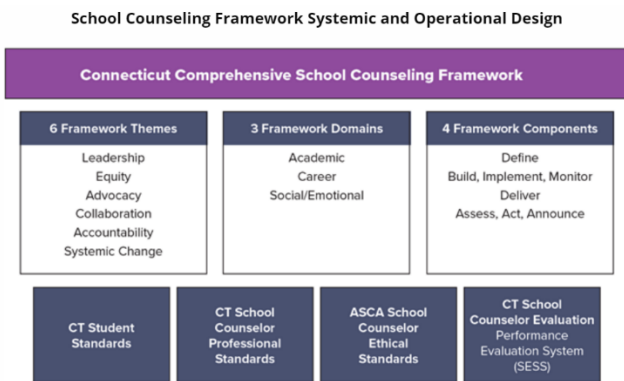 School Counseling Framework Systemic and Operational Design
Connecticut Comprehensive School Counseling Framework
6 Framework Themes
Leadership
Equity
Advocacy
Collaboration
Accountability
Systemic Change
3 Framework Domains
Academic
Career
Social/Emotional
4 Framework Components
Define
Build, Implement, Monitor
Deliver
Assess, Act, Announce
CT Student
Standards
CT School
Counselor
Professional
Standards
ASCA School
Counselor
Ethical
Standards
CT School
Counselor Evaluation
Performance
Evaluation System
(SESS)